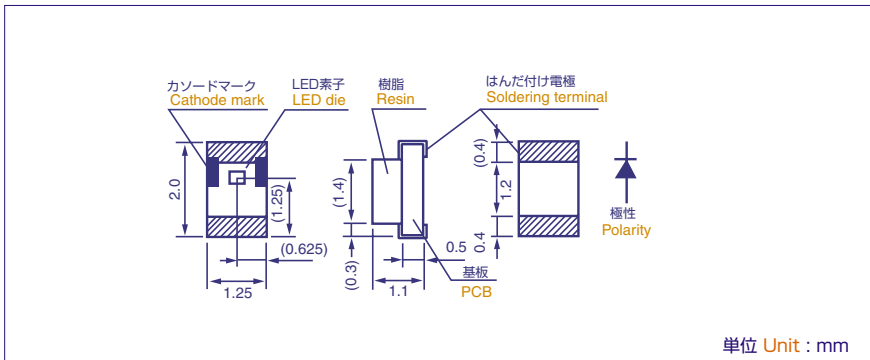 カソードマーク
Cathode mark
LED素子
LED die
樹脂
Resin
はんだ付け電極
Soldering terminal
2.0
(1.25)
(0.625)
1.25
(1.4)
(0.3)
0.5
1.1
基板
PCB
(0.4)
1.2
0.4
極性
Polarity
単位 Unit : mm